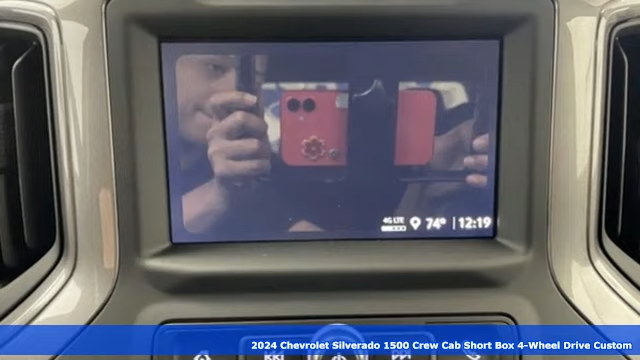 4G LTE 74° 12:19
2024 Chevrolet Silverado 1500 Crew Cab Short Box 4-Wheel Drive Custom